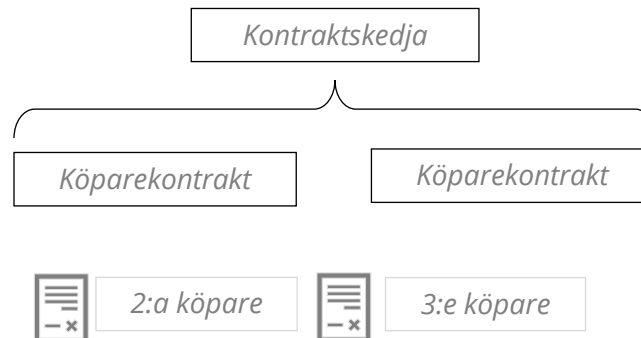 Kontraktskedja
Köparekontrakt
Köparekontrakt
2:a köpare
3:e köpare